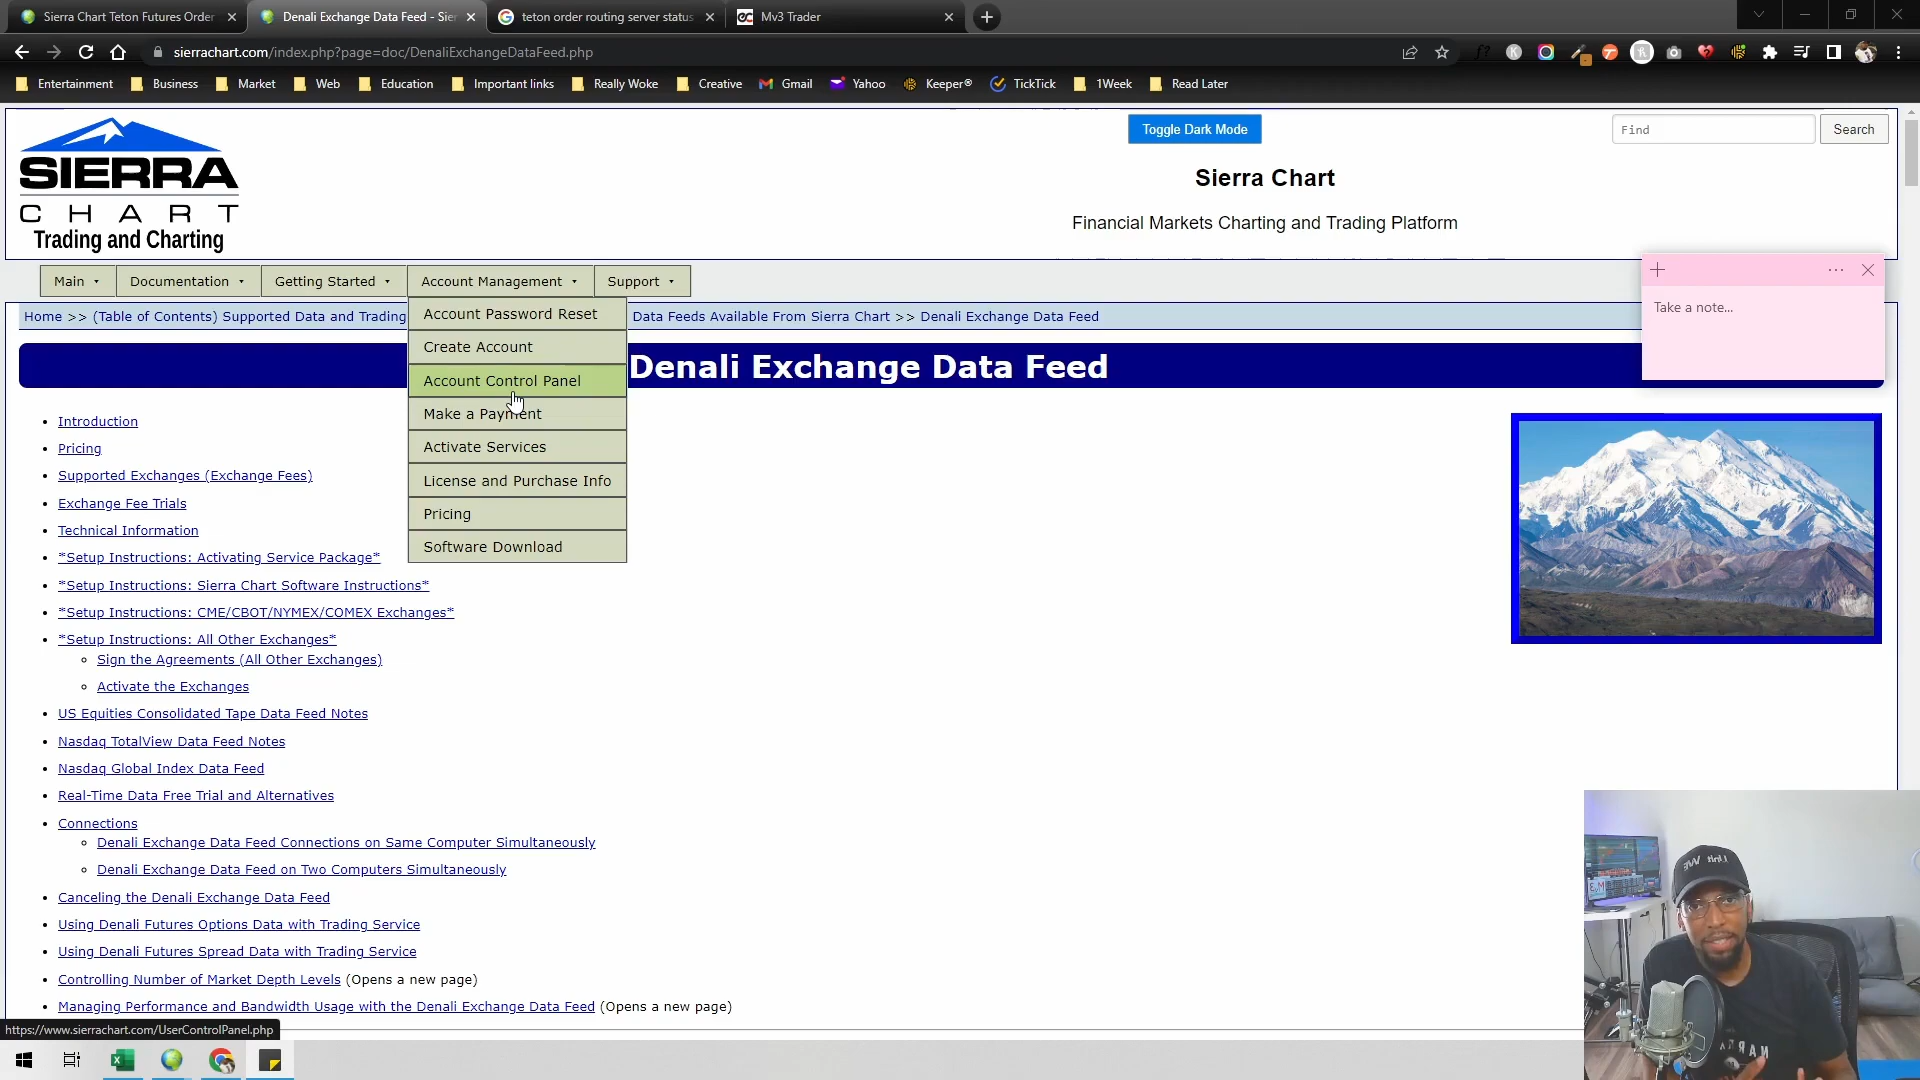 Sierra Chart Teton Futures Order
Denali Exchange Data Feed - Sier
teton order routing server status
Mv3 Trader
sierrachart.com/index.php?page=doc/DenaliExchangeDataFeed.php
Entertainment
Business
Market
Web
Education
Important links
Really Woke
Creative
Gmail
Yahoo
Keeper®
TickTick
1Week
Read Later
SIERRA
CHART
Trading and Charting
Toggle Dark Mode
Find
Search
Sierra Chart
Financial Markets Charting and Trading Platform
Main
Documentation
Getting Started
Account Management
Support
Account Password Reset
Create Account
Account Control Panel
Make a Payment
Activate Services
License and Purchase Info
Pricing
Software Download
Take a note...
Home >> (Table of Contents) Supported Data and Trading
Data Feeds Available From Sierra Chart >> Denali Exchange Data Feed
Denali Exchange Data Feed
Introduction
Pricing
Supported Exchanges (Exchange Fees)
Exchange Fee Trials
Technical Information
*Setup Instructions: Activating Service Package*
*Setup Instructions: Sierra Chart Software Instructions*
*Setup Instructions: CME/CBOT/NYMEX/COMEX Exchanges*
*Setup Instructions: All Other Exchanges*
Sign the Agreements (All Other Exchanges)
Activate the Exchanges
US Equities Consolidated Tape Data Feed Notes
Nasdaq TotalView Data Feed Notes
Nasdaq Global Index Data Feed
Real-Time Data Free Trial and Alternatives
Connections
Denali Exchange Data Feed Connections on Same Computer Simultaneously
Denali Exchange Data Feed on Two Computers Simultaneously
Canceling the Denali Exchange Data Feed
Using Denali Futures Options Data with Trading Service
Using Denali Futures Spread Data with Trading Service
Controlling Number of Market Depth Levels (Opens a new page)
Managing Performance and Bandwidth Usage with the Denali Exchange Data Feed (Opens a new page)
https://www.sierrachart.com/UserControlPanel.php